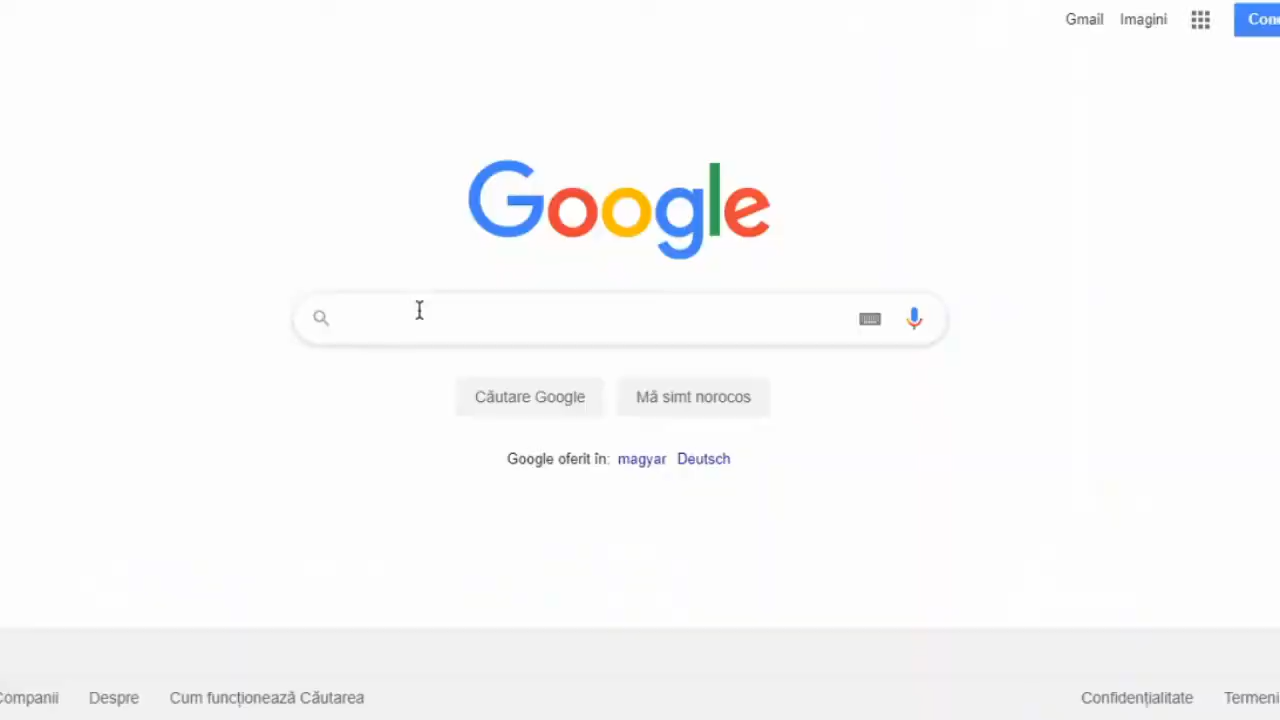 Gmail Imagini
Google
Căutare Google Mă simt norocos
Google oferit în: magyar Deutsch
Despre Cum funcționează Căutarea Confidențialitate